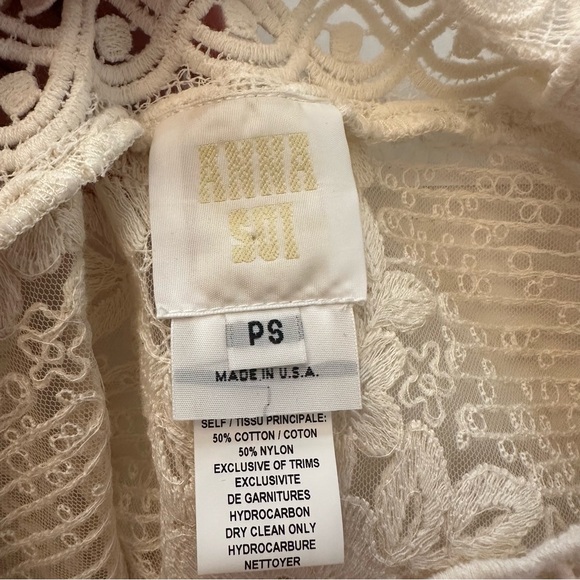 ANNA
SUI
PS
MADE IN U.S.A.
SELF / TISSU PRINCIPALE:
50% COTTON / COTON
50% NYLON
EXCLUSIVE OF TRIMS
EXCLUSIVITE
DE GARNITURES
HYDROCARBON
DRY CLEAN ONLY
HYDROCARBURE
NETTOYER